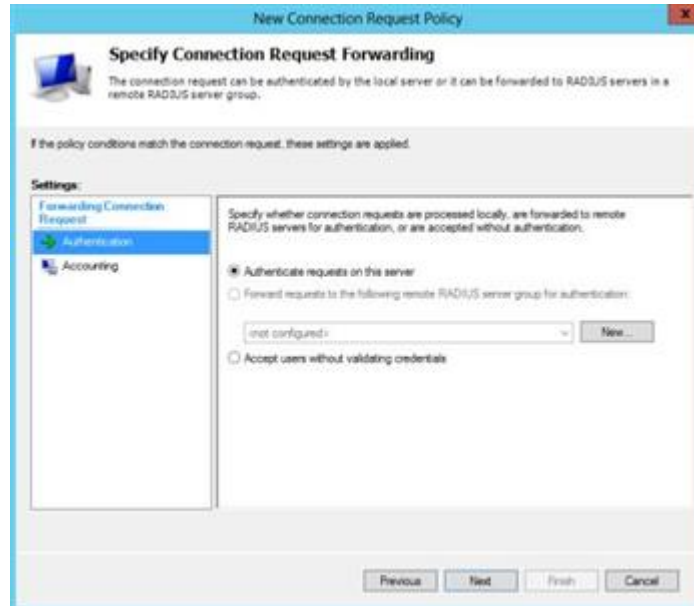 New Connection Request Policy
x
Specify Connection Request Forwarding
The connection request can be authenticated by the local server or it can be forwarded to RADIUS servers in a
remote RADIUS server group.
If the policy conditions match the connection request, these settings are applied.
Settings:
Forwarding Connection
Request
Authentication
Accounting
Specify whether connection requests are processed locally, are forwarded to remote
RADIUS servers for authentication, or are accepted without authentication.
Authenticate requests on this server
Forward requests to the following remote RADIUS server group for authentication:
<not configured>
New...
Accept users without validating credentials
Previous
Next
Finish
Cancel